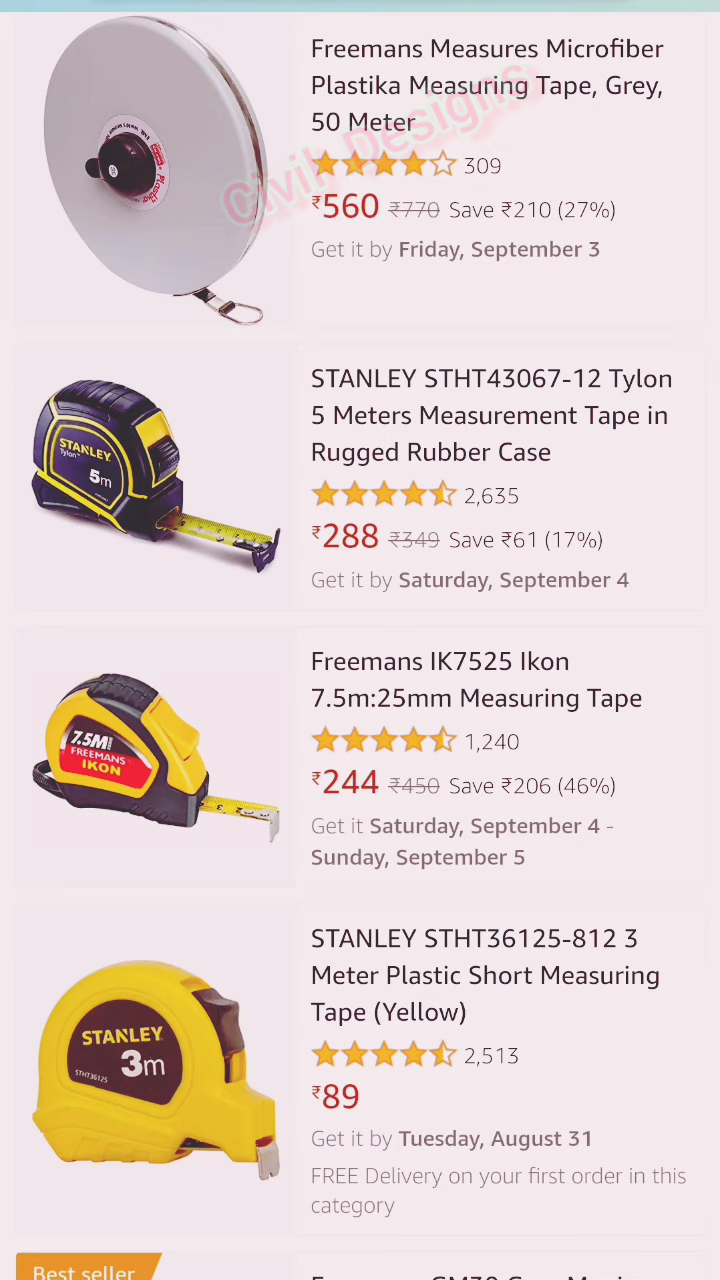 Freemans Measures Microfiber
Plastika Measuring Tape, Grey,
50 Meter
309
₹560 ₹770 Save ₹210 (27%)
Get it by Friday, September 3
Civil Designs
STANLEY
Tylon™
5m
STANLEY STHT43067-12 Tylon
5 Meters Measurement Tape in
Rugged Rubber Case
2,635
₹288 ₹349 Save ₹61 (17%)
Get it by Saturday, September 4
7.5M
FREEMANS
IKON
Freemans IK7525 Ikon
7.5m:25mm Measuring Tape
1,240
₹244 ₹450 Save ₹206 (46%)
Get it Saturday, September 4 -
Sunday, September 5
STANLEY
3m
STHT36125
STANLEY STHT36125-812 3
Meter Plastic Short Measuring
Tape (Yellow)
2,513
₹89
Get it by Tuesday, August 31
FREE Delivery on your first order in this
category
Best seller